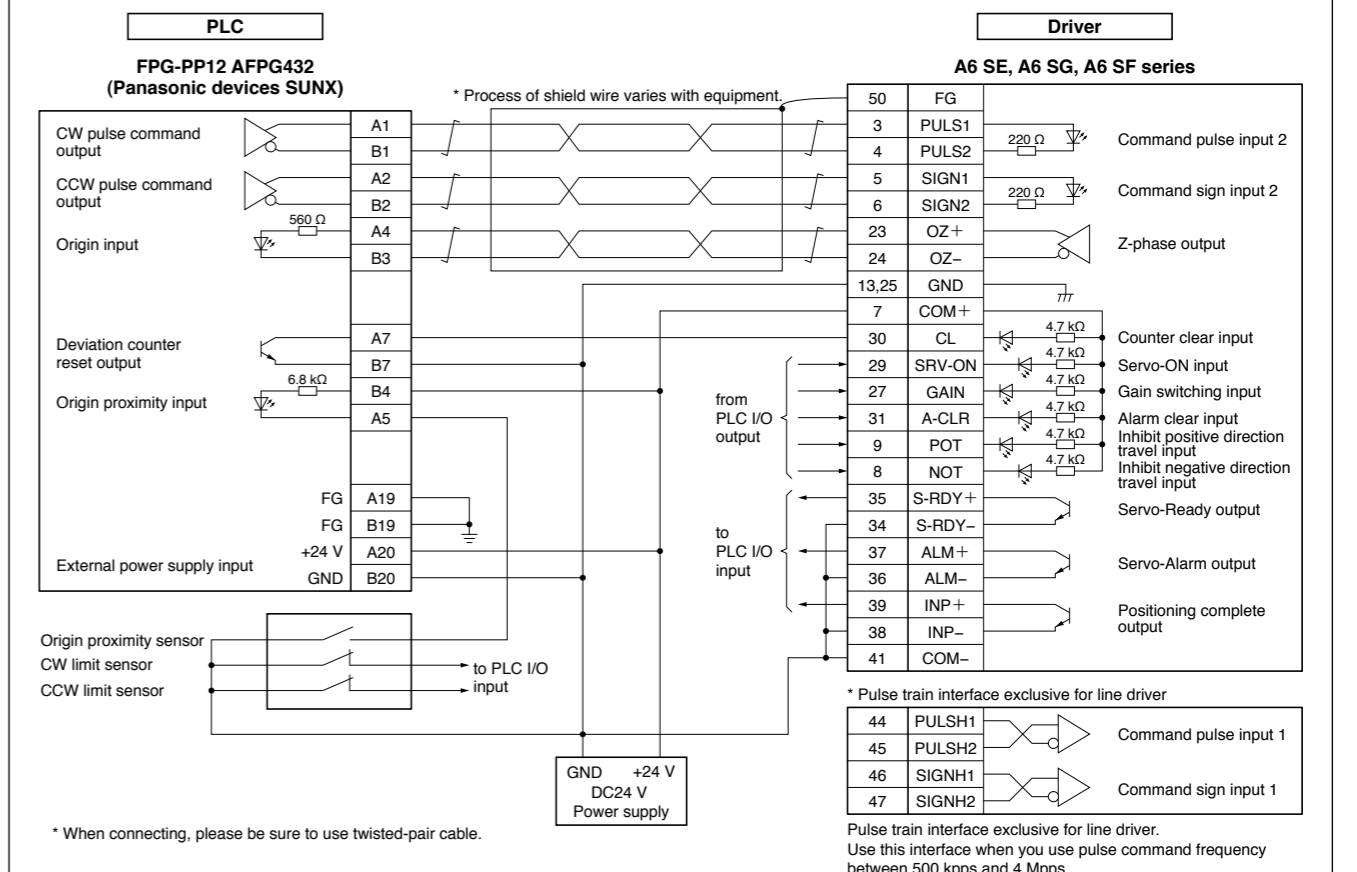 PLC
Driver
FPG-PP12 AFPG432
(Panasonic devices SUNX)
A6 SE, A6 SG, A6 SF series
* Process of shield wire varies with equipment.
CW pulse command
output
CCW pulse command
output
560 Ω
Origin input
Deviation counter
reset output
6.8 kΩ
Origin proximity input
FG
FG
+24 V
External power supply input
GND
A1
B1
A2
B2
A4
B3
A7
B7
B4
A5
A19
B19
A20
B20
Origin proximity sensor
CW limit sensor
CCW limit sensor
to PLC I/O
input
from
PLC I/O
output
to
PLC I/O
input
50 FG
3 PULS1
4 PULS2
5 SIGN1
6 SIGN2
23 OZ+
24 OZ–
13,25 GND
7 COM+
30 CL
29 SRV-ON
27 GAIN
31 A-CLR
9 POT
8 NOT
35 S-RDY+
34 S-RDY–
37 ALM+
36 ALM–
39 INP+
38 INP–
41 COM–
220 Ω
Command pulse input 2
220 Ω
Command sign input 2
Z-phase output
4.7 kΩ
Counter clear input
4.7 kΩ
Servo-ON input
4.7 kΩ
Gain switching input
4.7 kΩ
Alarm clear input
4.7 kΩ
Inhibit positive direction
travel input
4.7 kΩ
Inhibit negative direction
travel input
Servo-Ready output
Servo-Alarm output
Positioning complete
output
* Pulse train interface exclusive for line driver
44 PULSH1
45 PULSH2
46 SIGNH1
47 SIGNH2
Command pulse input 1
Command sign input 1
GND +24 V
DC24 V
Power supply
* When connecting, please be sure to use twisted-pair cable.
Pulse train interface exclusive for line driver.
Use this interface when you use pulse command frequency
between 500 kpps and 4 Mpps.